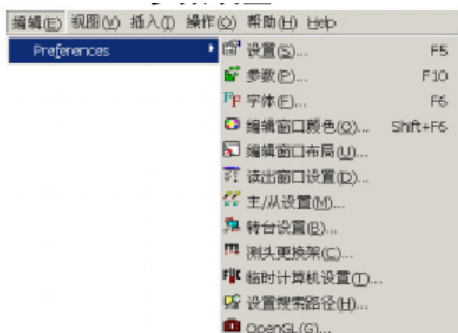 编辑(E) 视图(V) 插入(I) 操作(O) 帮助(H) Help
Preferences
设置(S)... F5
参数(P)... F10
字体(F)... F6
编辑窗口颜色(O)... Shift+F6
编辑窗口布局(U)...
读出窗口设置(D)...
主/从设置(M)...
转台设置(B)...
测头更换架(C)...
临时计算机设置(T)...
设置搜索路径(H)...
OpenGL(G)...